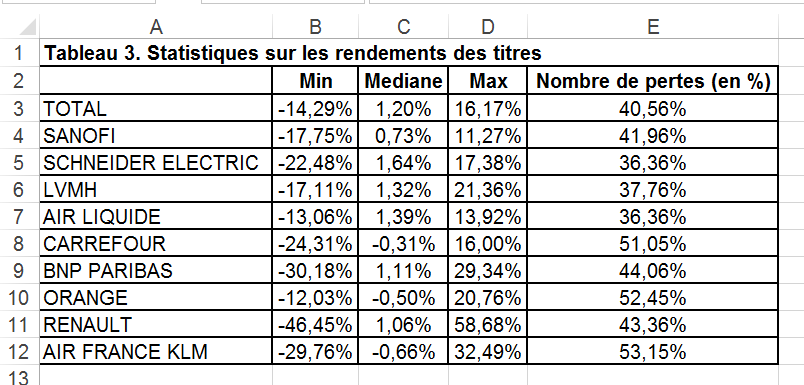 A B C D E
1 Tableau 3. Statistiques sur les rendements des titres
2 Min Mediane Max Nombre de pertes (en %)
3 TOTAL -14,29% 1,20% 16,17% 40,56%
4 SANOFI -17,75% 0,73% 11,27% 41,96%
5 SCHNEIDER ELECTRIC -22,48% 1,64% 17,38% 36,36%
6 LVMH -17,11% 1,32% 21,36% 37,76%
7 AIR LIQUIDE -13,06% 1,39% 13,92% 36,36%
8 CARREFOUR -24,31% -0,31% 16,00% 51,05%
9 BNP PARIBAS -30,18% 1,11% 29,34% 44,06%
10 ORANGE -12,03% -0,50% 20,76% 52,45%
11 RENAULT -46,45% 1,06% 58,68% 43,36%
12 AIR FRANCE KLM -29,76% -0,66% 32,49% 53,15%
13